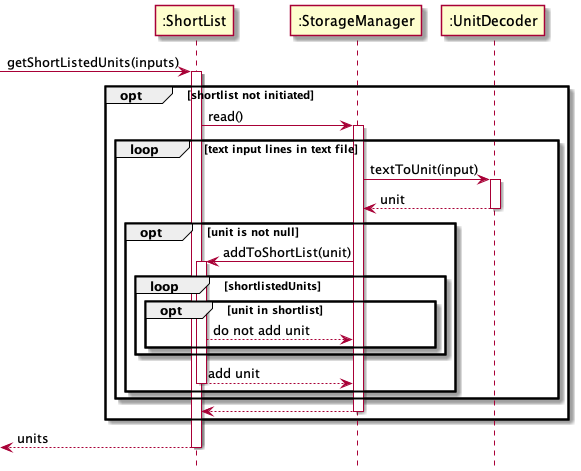 :ShortList :StorageManager :UnitDecoder
getShortListedUnits(inputs)
opt [shortlist not initiated]
read()
loop [text input lines in text file]
textToUnit(input)
unit
opt [unit is not null]
addToShortList(unit)
loop [shortlistedUnits]
opt [unit in shortlist]
do not add unit
add unit
units